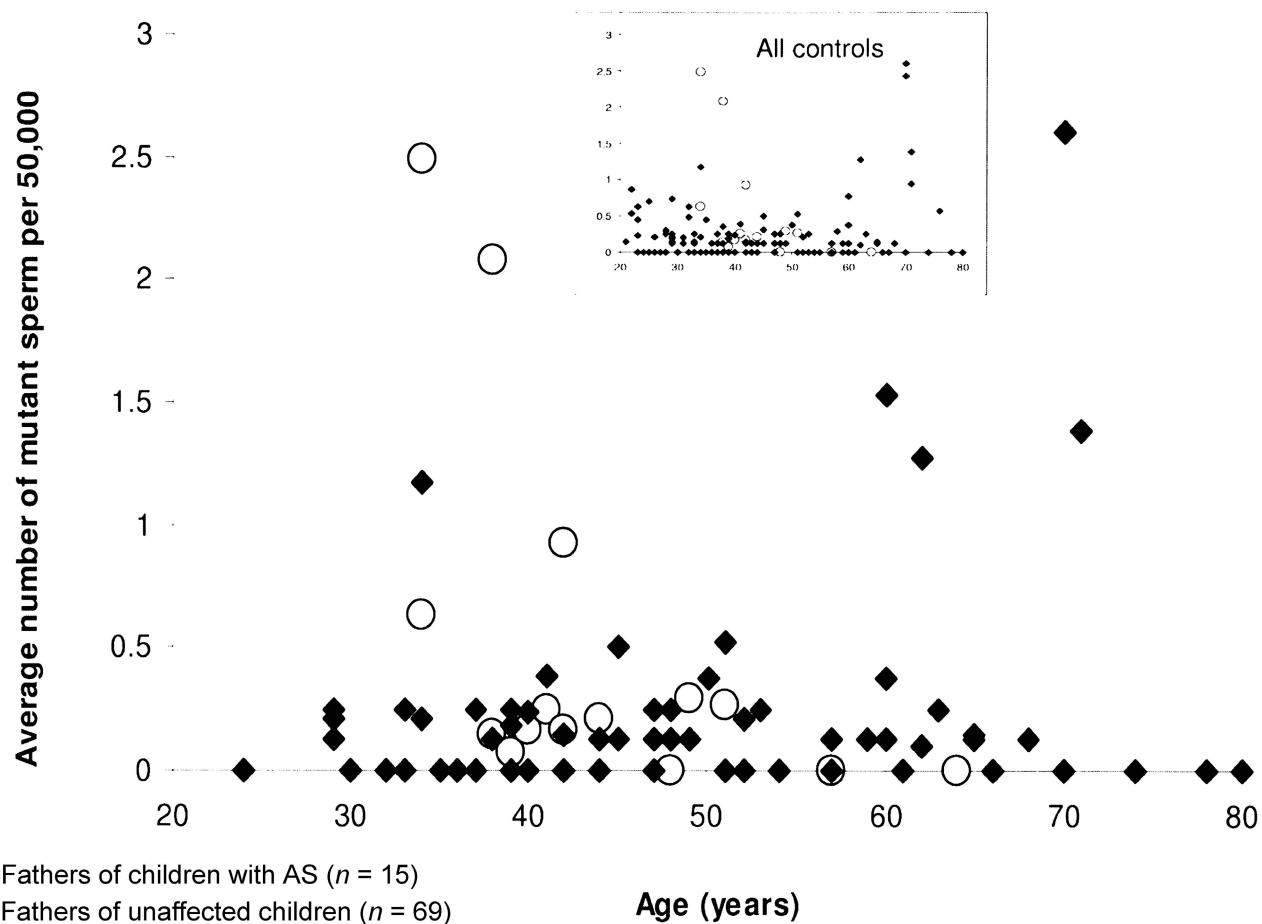 3
2.5
2
1.5
1
0.5
0
20 30 40 50 60 70 80
Average number of mutant sperm per 50,000
All controls
3
2.5
2
1.5
1
0.5
0
20 30 40 50 60 70 80
Fathers of children with AS (n = 15)
Fathers of unaffected children (n = 69)
Age (years)